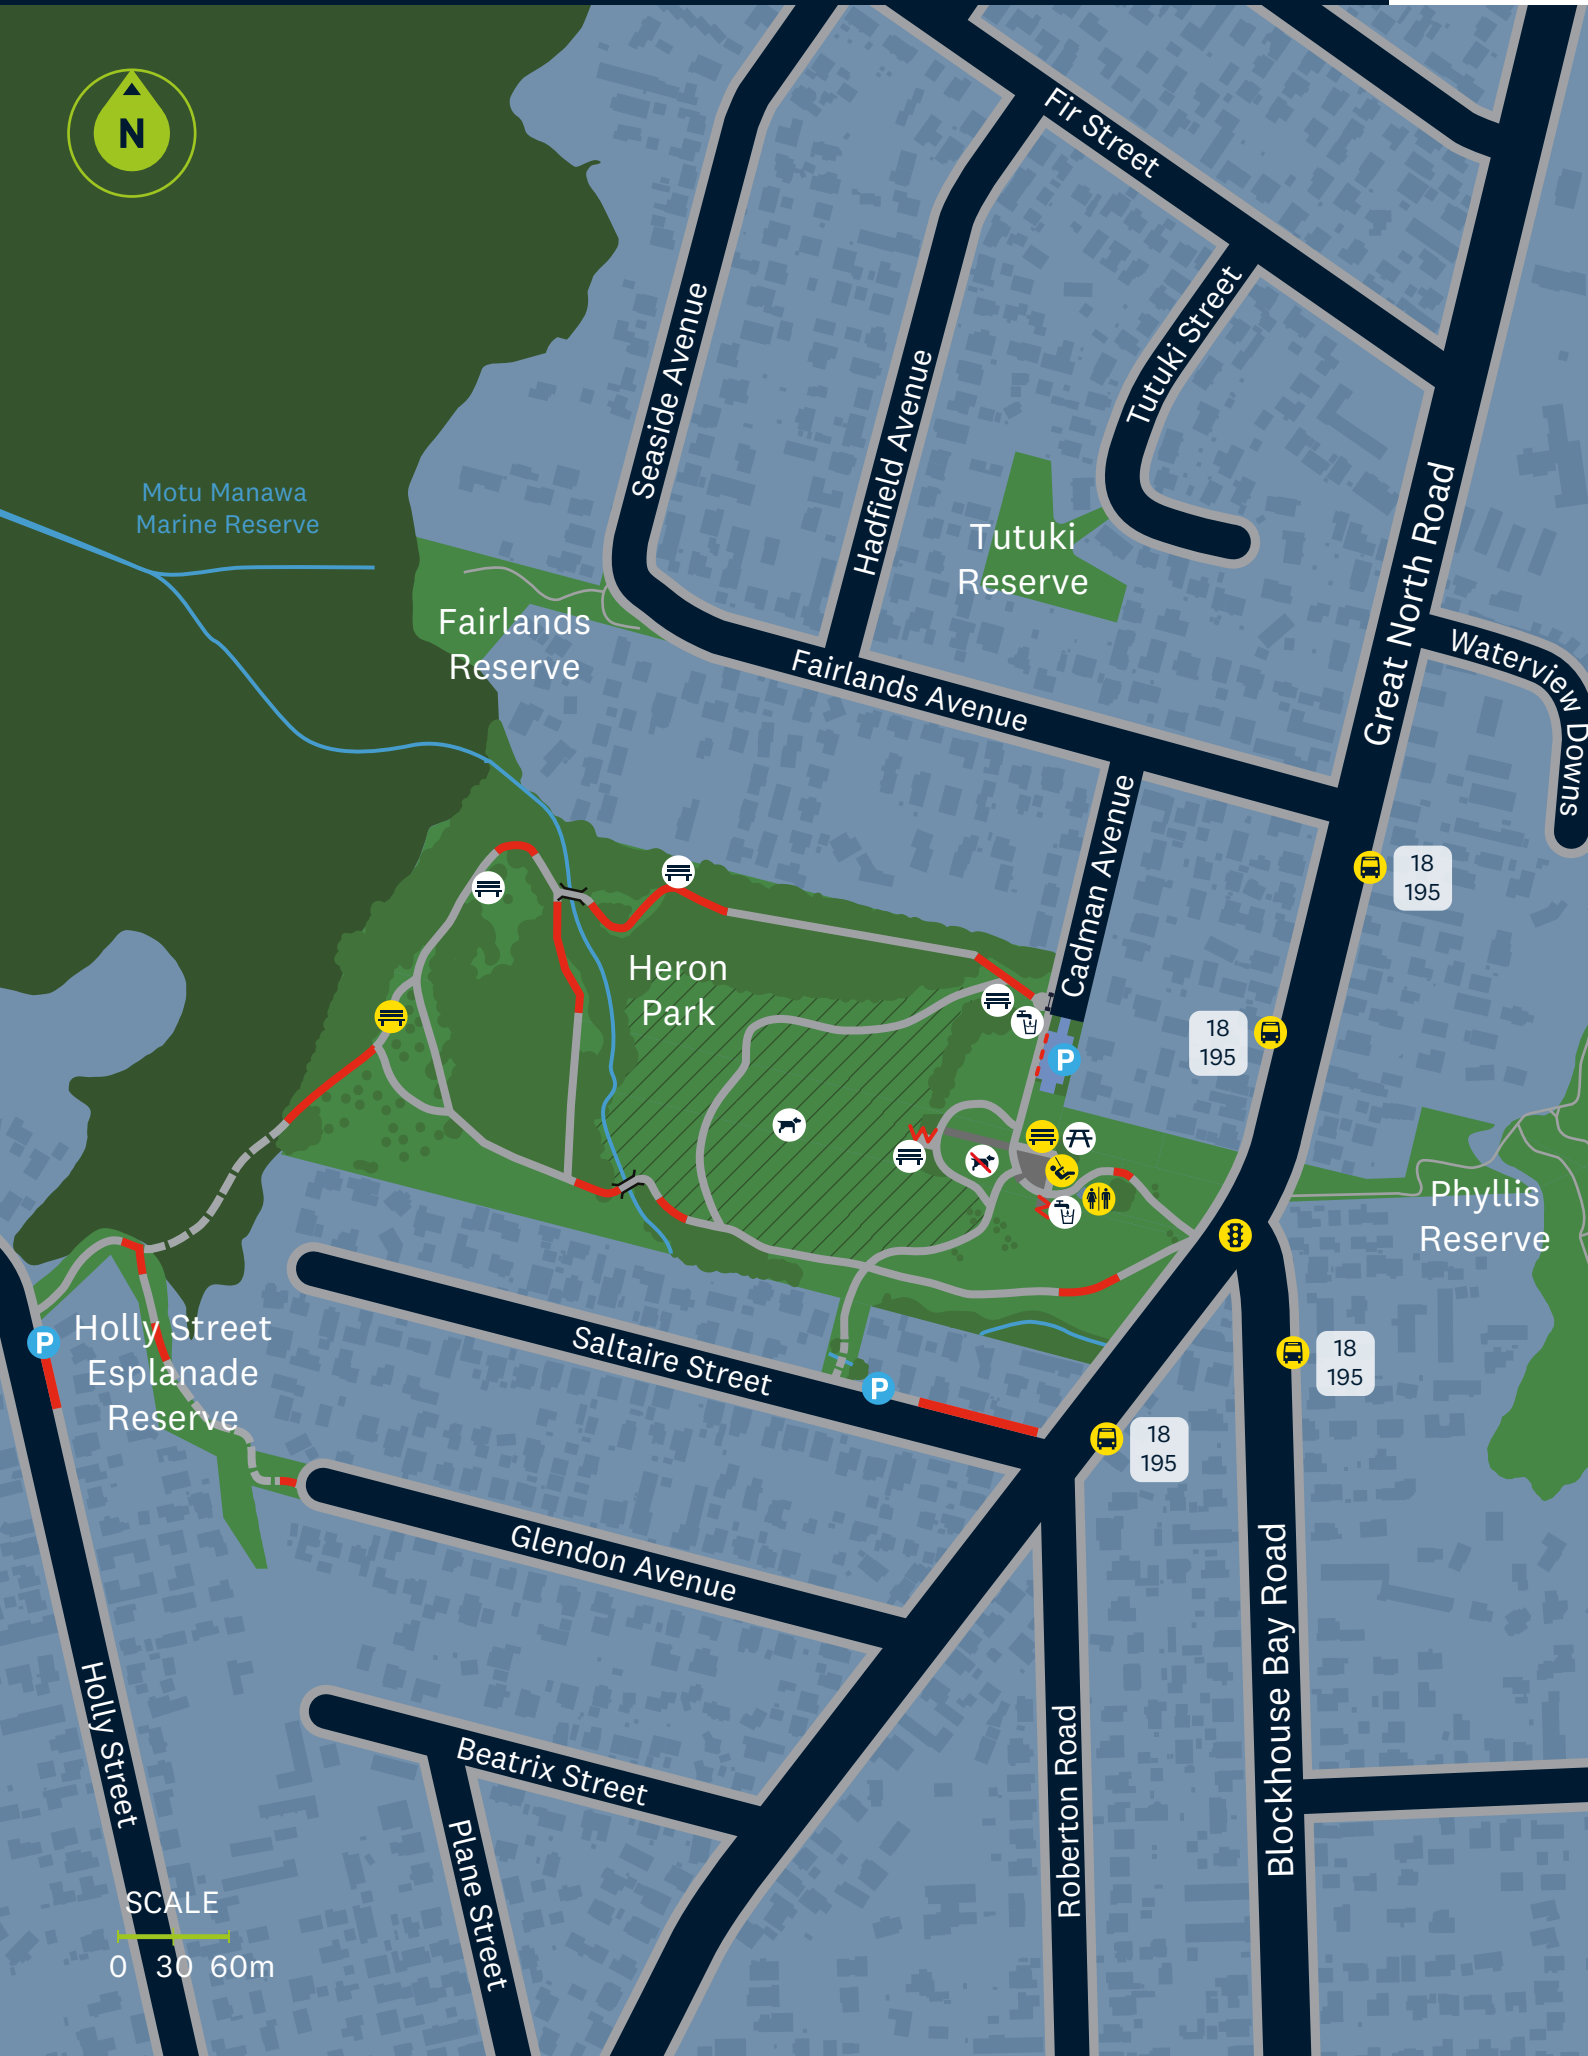 N
Fir Street
Seaside Avenue
Tutuki Street
Hadfield Avenue
Motu Manawa
Marine Reserve
Tutuki
Reserve
Great North Road
Fairlands
Reserve
Waterview Downs
Fairlands Avenue
Cadman Avenue
18
195
Heron
Park
18
195
P
Phyllis
Reserve
P
Holly Street
Esplanade
Reserve
Saltaire Street
18
195
P
18
195
Glendon Avenue
Blockhouse Bay Road
Holly Street
Beatrix Street
Roberton Road
Plane Street
SCALE
0 30 60m